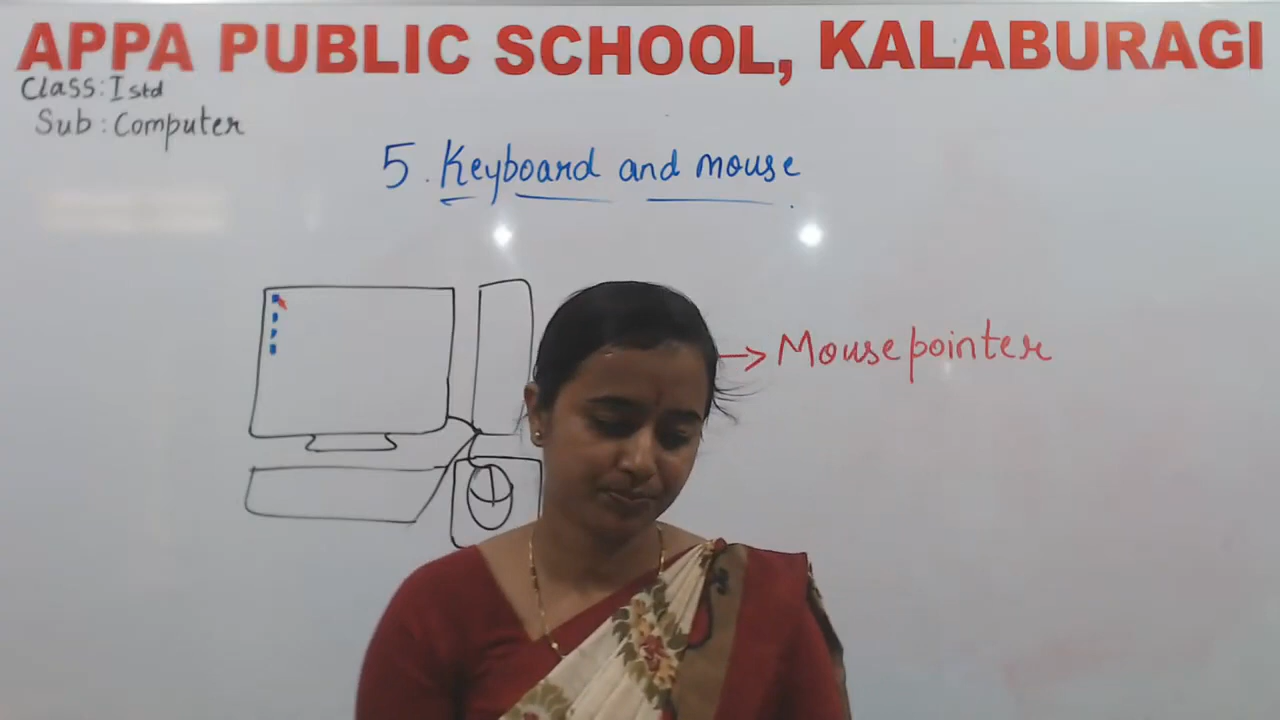 APPA PUBLIC SCHOOL, KALABURAGI
Class: I std
Sub: Computer
5. Keyboard and mouse
→ Mouse pointer